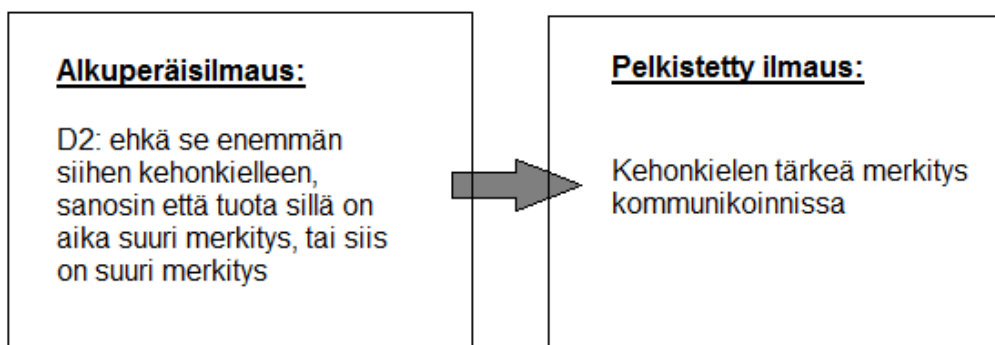 Alkuperäisilmaus:
D2: ehkä se enemmän
siihen kehonkielleen,
sanosin että tuota sillä on
aika suuri merkitys, tai siis
on suuri merkitys
Pelkistetty ilmaus:
Kehonkielen tärkeä merkitys
kommunikoinnissa